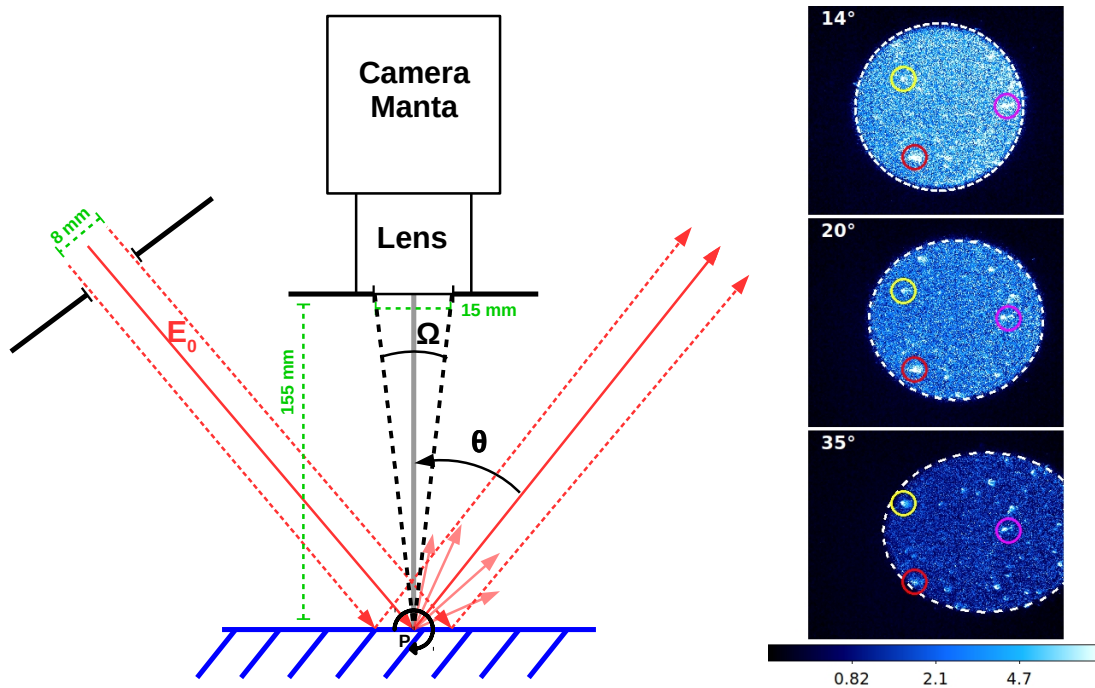 Camera
Manta
Lens
8 mm
E0
15 mm
Ω
155 mm
θ
P
14°
20°
35°
0.82 2.1 4.7